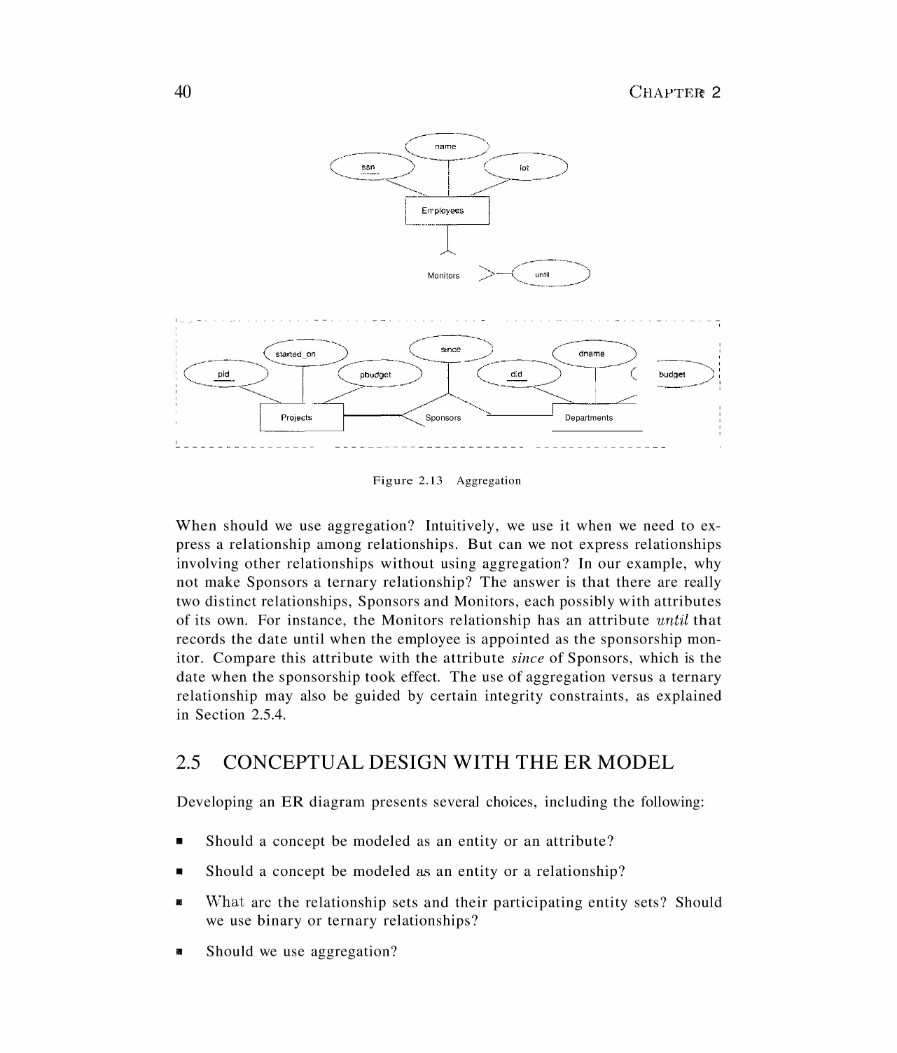 40 CHAPTER 2
name
ssn lot
Employees
Monitors until
started_on since dname
pid pbudget did budget
Projects Sponsors Departments
Figure 2.13 Aggregation
When should we use aggregation? Intuitively, we use it when we need to ex-
press a relationship among relationships. But can we not express relationships
involving other relationships without using aggregation? In our example, why
not make Sponsors a ternary relationship? The answer is that there are really
two distinct relationships, Sponsors and Monitors, each possibly with attributes
of its own. For instance, the Monitors relationship has an attribute until that
records the date until when the employee is appointed as the sponsorship mon-
itor. Compare this attribute with the attribute since of Sponsors, which is the
date when the sponsorship took effect. The use of aggregation versus a ternary
relationship may also be guided by certain integrity constraints, as explained
in Section 2.5.4.
2.5 CONCEPTUAL DESIGN WITH THE ER MODEL
Developing an ER diagram presents several choices, including the following:
■ Should a concept be modeled as an entity or an attribute?
■ Should a concept be modeled as an entity or a relationship?
■ What arc the relationship sets and their participating entity sets? Should
we use binary or ternary relationships?
■ Should we use aggregation?